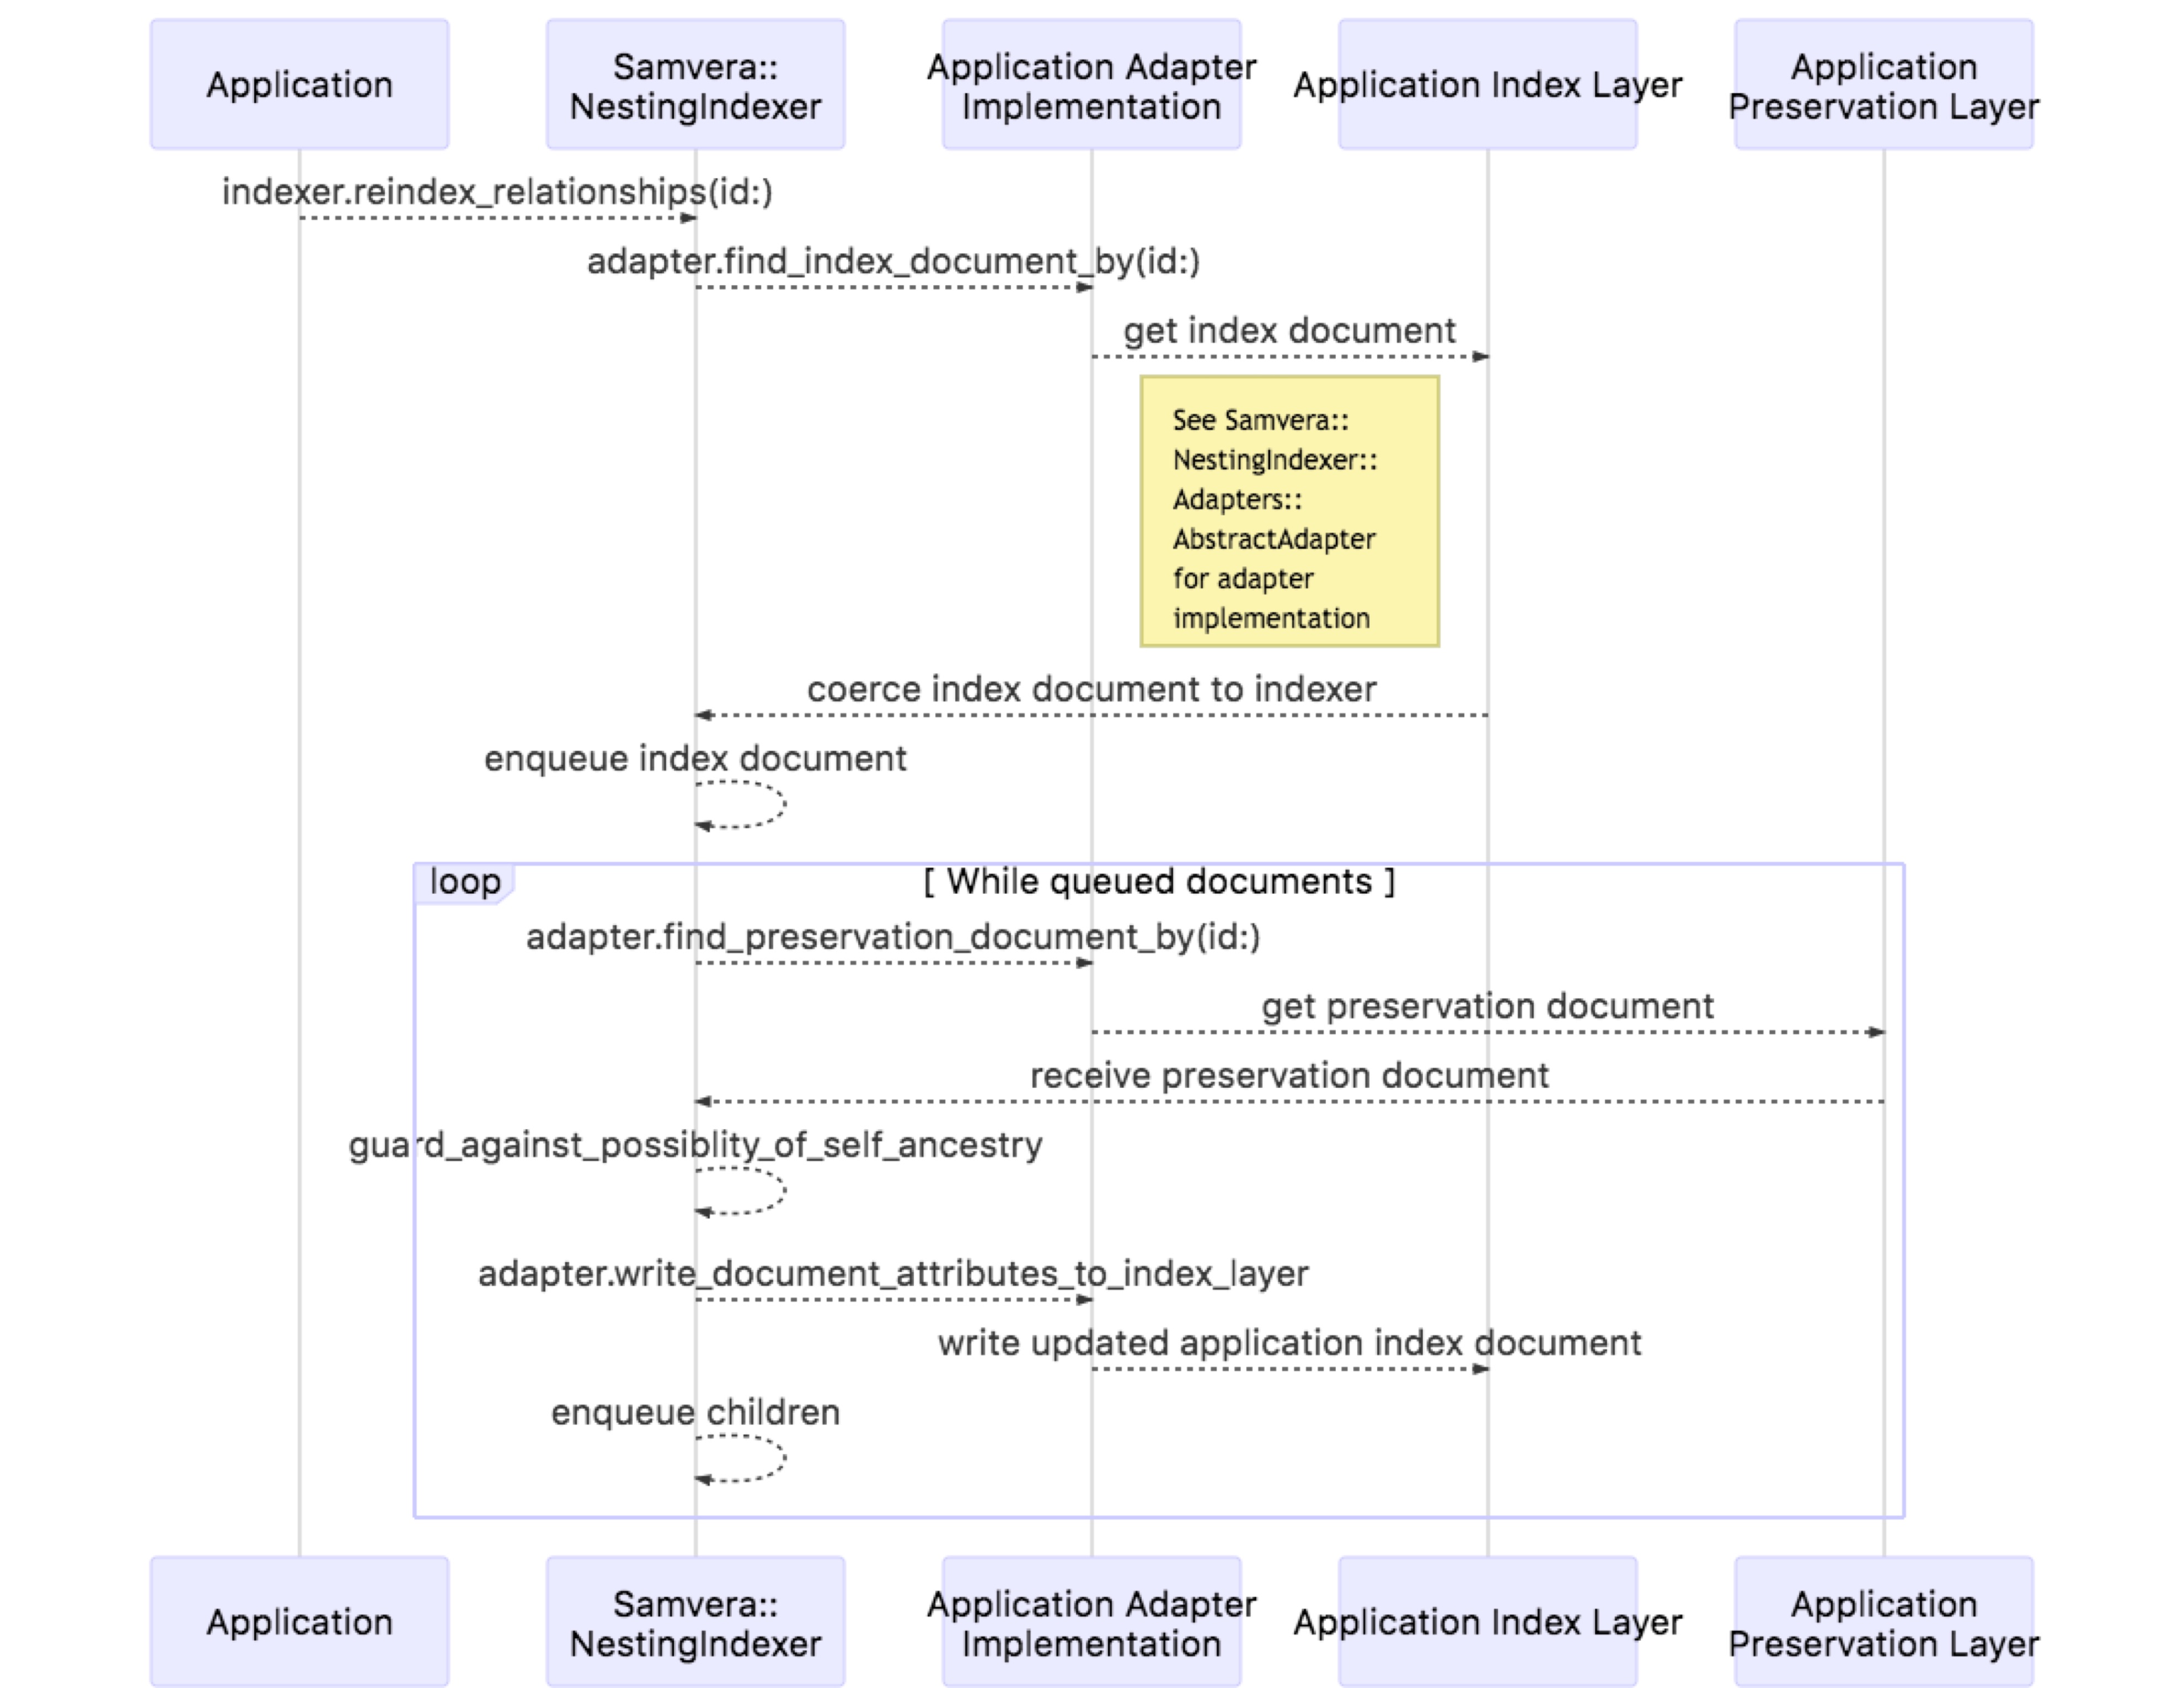 Application
Samvera::
NestingIndexer
Application Adapter
Implementation
Application Index Layer
Application
Preservation Layer
indexer.reindex_relationships(id:)
adapter.find_index_document_by(id:)
get index document
See Samvera::
NestingIndexer::
Adapters::
AbstractAdapter
for adapter
implementation
coerce index document to indexer
enqueue index document
loop
[ While queued documents ]
adapter.find_preservation_document_by(id:)
get preservation document
receive preservation document
guard_against_possiblity_of_self_ancestry
adapter.write_document_attributes_to_index_layer
write updated application index document
enqueue children
Application
Samvera::
NestingIndexer
Application Adapter
Implementation
Application Index Layer
Application
Preservation Layer